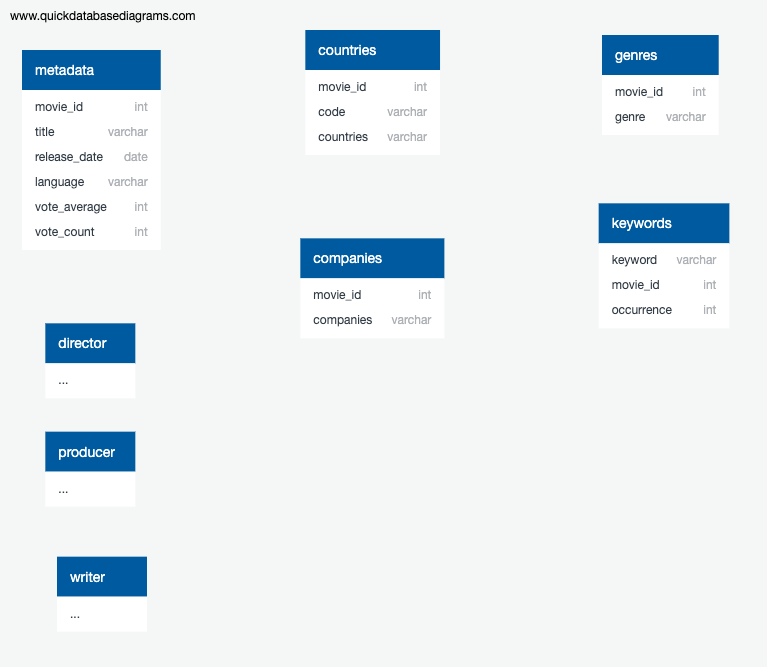 www.quickdatabasediagrams.com
metadata
movie_id int
title varchar
release_date date
language varchar
vote_average int
vote_count int
countries
movie_id int
code varchar
countries varchar
genres
movie_id int
genre varchar
companies
movie_id int
companies varchar
keywords
keyword varchar
movie_id int
occurrence int
director
...
producer
...
writer
...